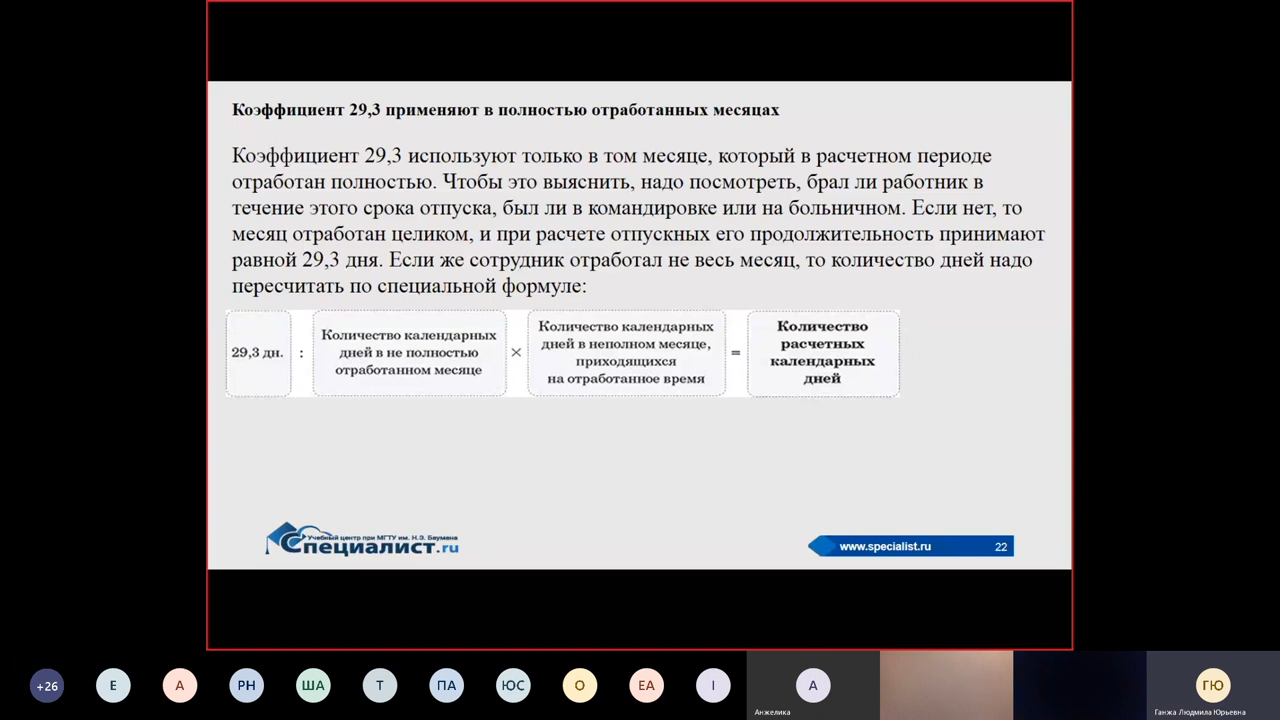 Коэффициент 29,3 применяют в полностью отработанных месяцах
Коэффициент 29,3 используют только в том месяце, который в расчетном периоде
отработан полностью. Чтобы это выяснить, надо посмотреть, брал ли работник в
течение этого срока отпуска, был ли в командировке или на больничном. Если нет, то
месяц отработан целиком, и при расчете отпускных его продолжительность принимают
равной 29,3 дня. Если же сотрудник отработал не весь месяц, то количество дней надо
пересчитать по специальной формуле:
29,3 дн.
:
Количество календарных
дней в не полностью
отработанном месяце
×
Количество календарных
дней в неполном месяце,
приходящихся
на отработанное время
=
Количество
расчетных
календарных
дней
Учебный центр при МГТУ им. Н.Э. Баумана
Специалист.ru
www.specialist.ru
22
+26
Е
А
РН
ША
Т
ПА
ЮС
О
ЕА
I
А
ГЮ
Анжелика
Ганжа Людмила Юрьевна